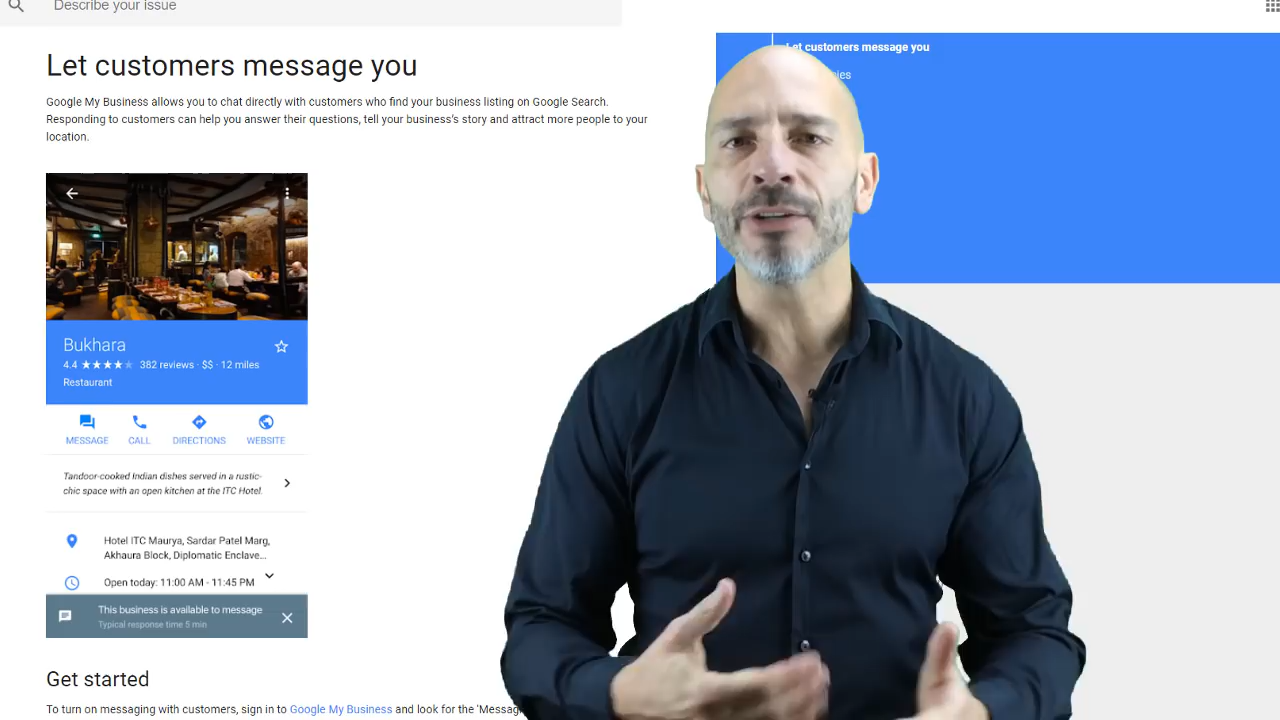 Describe your issue
Let customers message you
Let customers message you
Google My Business allows you to chat directly with customers who find your business listing on Google Search.
Responding to customers can help you answer their questions, tell your business's story and attract more people to your
location.
Bukhara
4.4 382 reviews · $$ · 12 miles
Restaurant
MESSAGE CALL DIRECTIONS WEBSITE
Tandoor-cooked Indian dishes served in a rustic-
chic space with an open kitchen at the ITC Hotel.
Hotel ITC Maurya, Sardar Patel Marg,
Akhaura Block, Diplomatic Enclave...
Open today: 11:00 AM - 11:45 PM
This business is available to message
Typical response time 5 min
Get started
To turn on messaging with customers, sign in to Google My Business and look for the